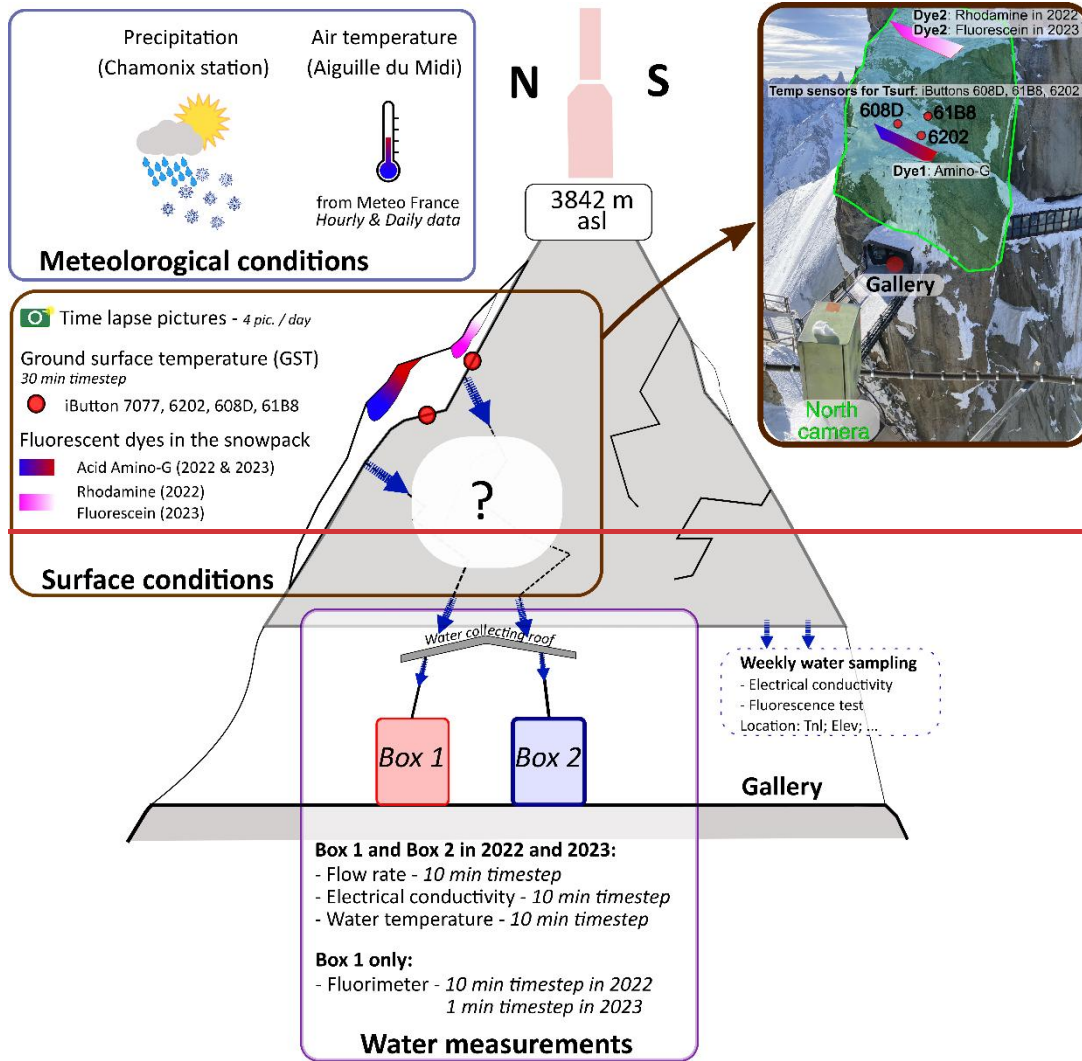 Precipitation
(Chamonix station)
Air temperature
(Aiguille du Midi)
from Meteo France
Hourly & Daily data
Meteolorogical conditions
N
S
3842 m
asl
Dye2: Rhodamine in 2022
Dye2: Fluorescein in 2023
Temp sensors for Tsurf: iButtons 608D, 61B8, 6202
608D
61B8
6202
Dye1: Amino-G
Gallery
North
camera
Time lapse pictures - 4 pic. / day
Ground surface temperature (GST)
30 min timestep
iButton 7077, 6202, 608D, 61B8
Fluorescent dyes in the snowpack
Acid Amino-G (2022 & 2023)
Rhodamine (2022)
Fluorescein (2023)
Surface conditions
?
Water collecting roof
Box 1
Box 2
Weekly water sampling
- Electrical conductivity
- Fluorescence test
Location: Tnl; Elev; ...
Gallery
Box 1 and Box 2 in 2022 and 2023:
- Flow rate - 10 min timestep
- Electrical conductivity - 10 min timestep
- Water temperature - 10 min timestep
Box 1 only:
- Fluorimeter - 10 min timestep in 2022
1 min timestep in 2023
Water measurements